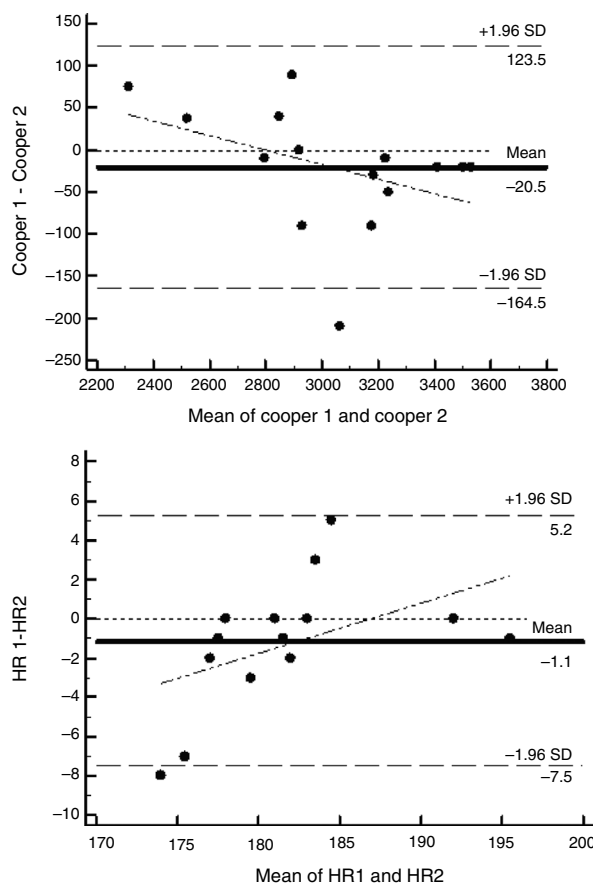 +1.96 SD
150
123.5
100
50
0
Mean
−50
−20.5
−100
−150
−1.96 SD
−164.5
−200
−250
2200 2400 2600 2800 3000 3200 3400 3600 3800
Cooper 1 - Cooper 2
Mean of cooper 1 and cooper 2
8
+1.96 SD
6
5.2
4
2
0
Mean
−2
−1.1
−4
−6
−1.96 SD
−8
−7.5
−10
170 175 180 185 190 195 200
HR 1-HR2
Mean of HR1 and HR2